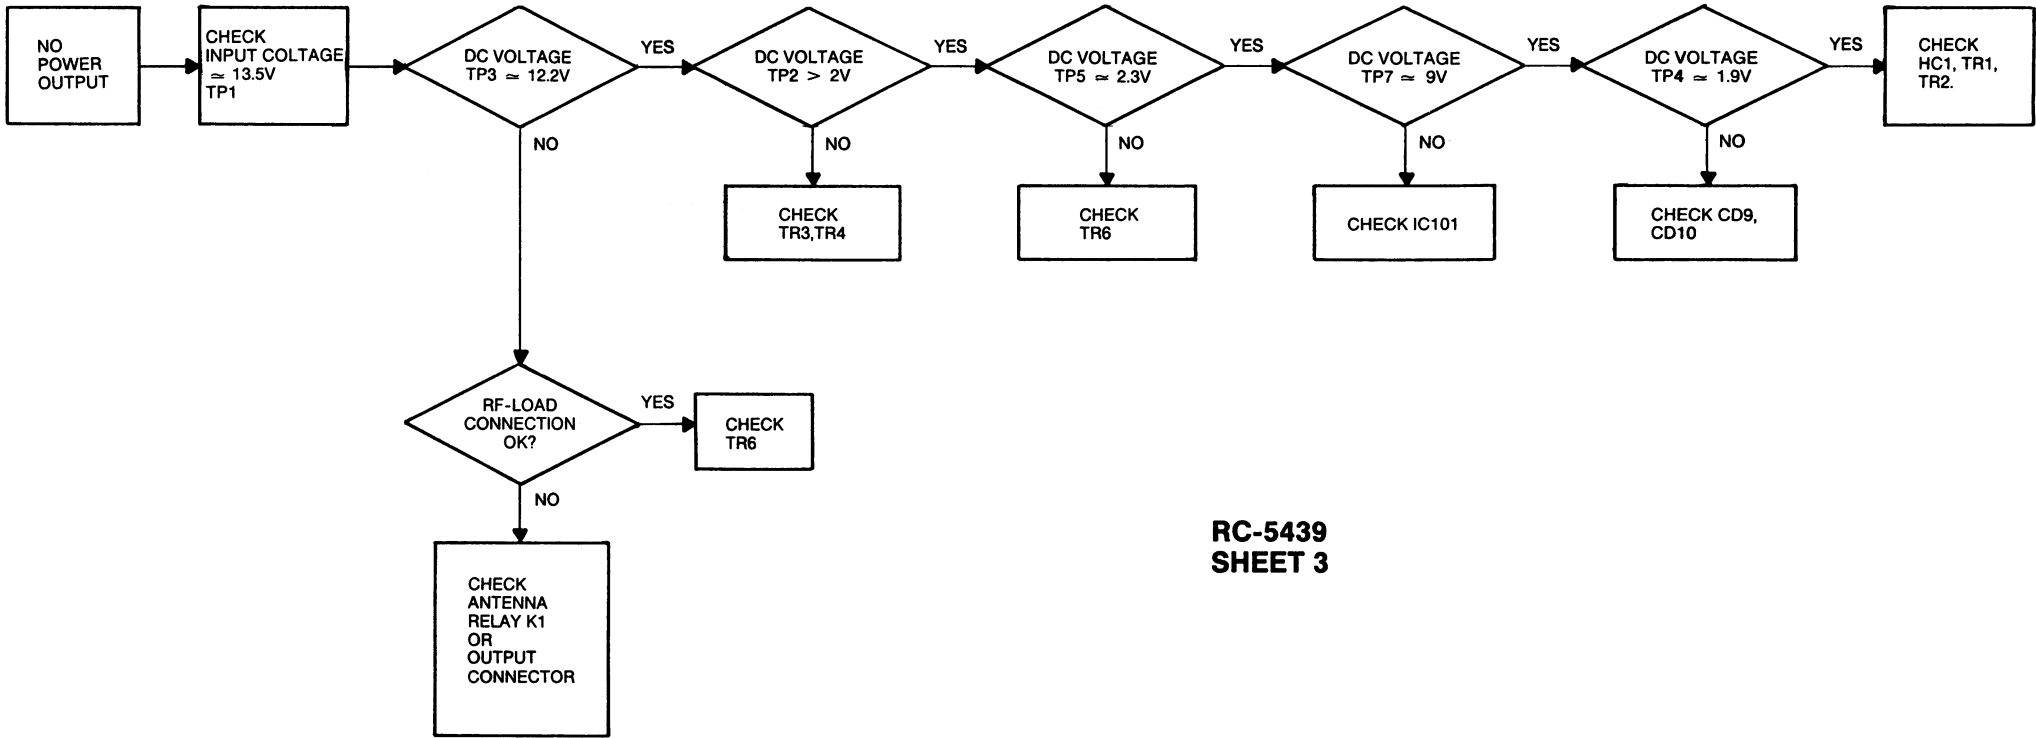 NO
POWER
OUTPUT
CHECK
INPUT COLTAGE
≃ 13.5V
TP1
DC VOLTAGE
TP3 ≃ 12.2V
YES
DC VOLTAGE
TP2 > 2V
YES
DC VOLTAGE
TP5 ≃ 2.3V
YES
DC VOLTAGE
TP7 ≃ 9V
YES
DC VOLTAGE
TP4 ≃ 1.9V
YES
CHECK
HC1, TR1,
TR2.
NO
NO
NO
NO
NO
CHECK
TR3,TR4
CHECK
TR6
CHECK IC101
CHECK CD9,
CD10
RF-LOAD
CONNECTION
OK?
YES
CHECK
TR6
NO
CHECK
ANTENNA
RELAY K1
OR
OUTPUT
CONNECTOR
RC-5439
SHEET 3